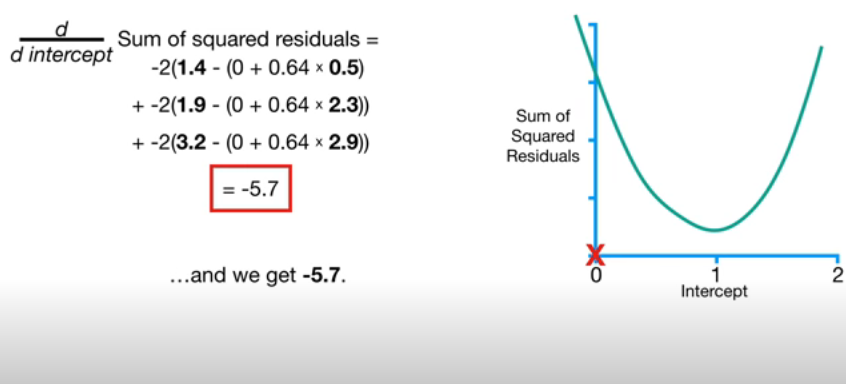 d
d intercept
Sum of squared residuals =
-2(1.4 - (0 + 0.64 × 0.5)
+ -2(1.9 - (0 + 0.64 × 2.3))
+ -2(3.2 - (0 + 0.64 × 2.9))
= -5.7
…and we get -5.7.
Sum of
Squared
Residuals
X
0 1 2
Intercept